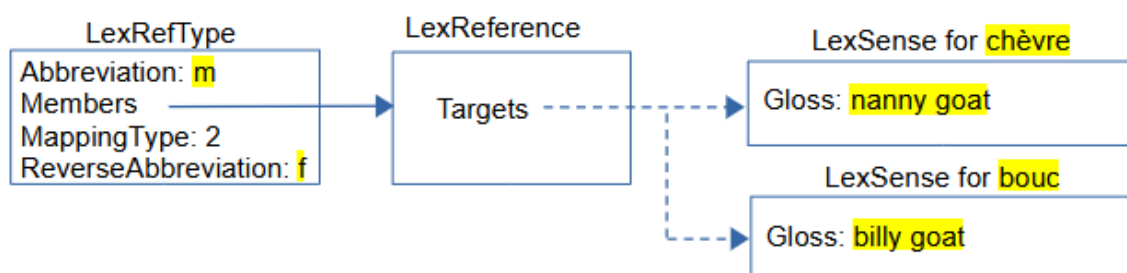 LexRefType
Abbreviation: m
Members
MappingType: 2
ReverseAbbreviation: f
LexReference
Targets
LexSense for chèvre
Gloss: nanny goat
LexSense for bouc
Gloss: billy goat